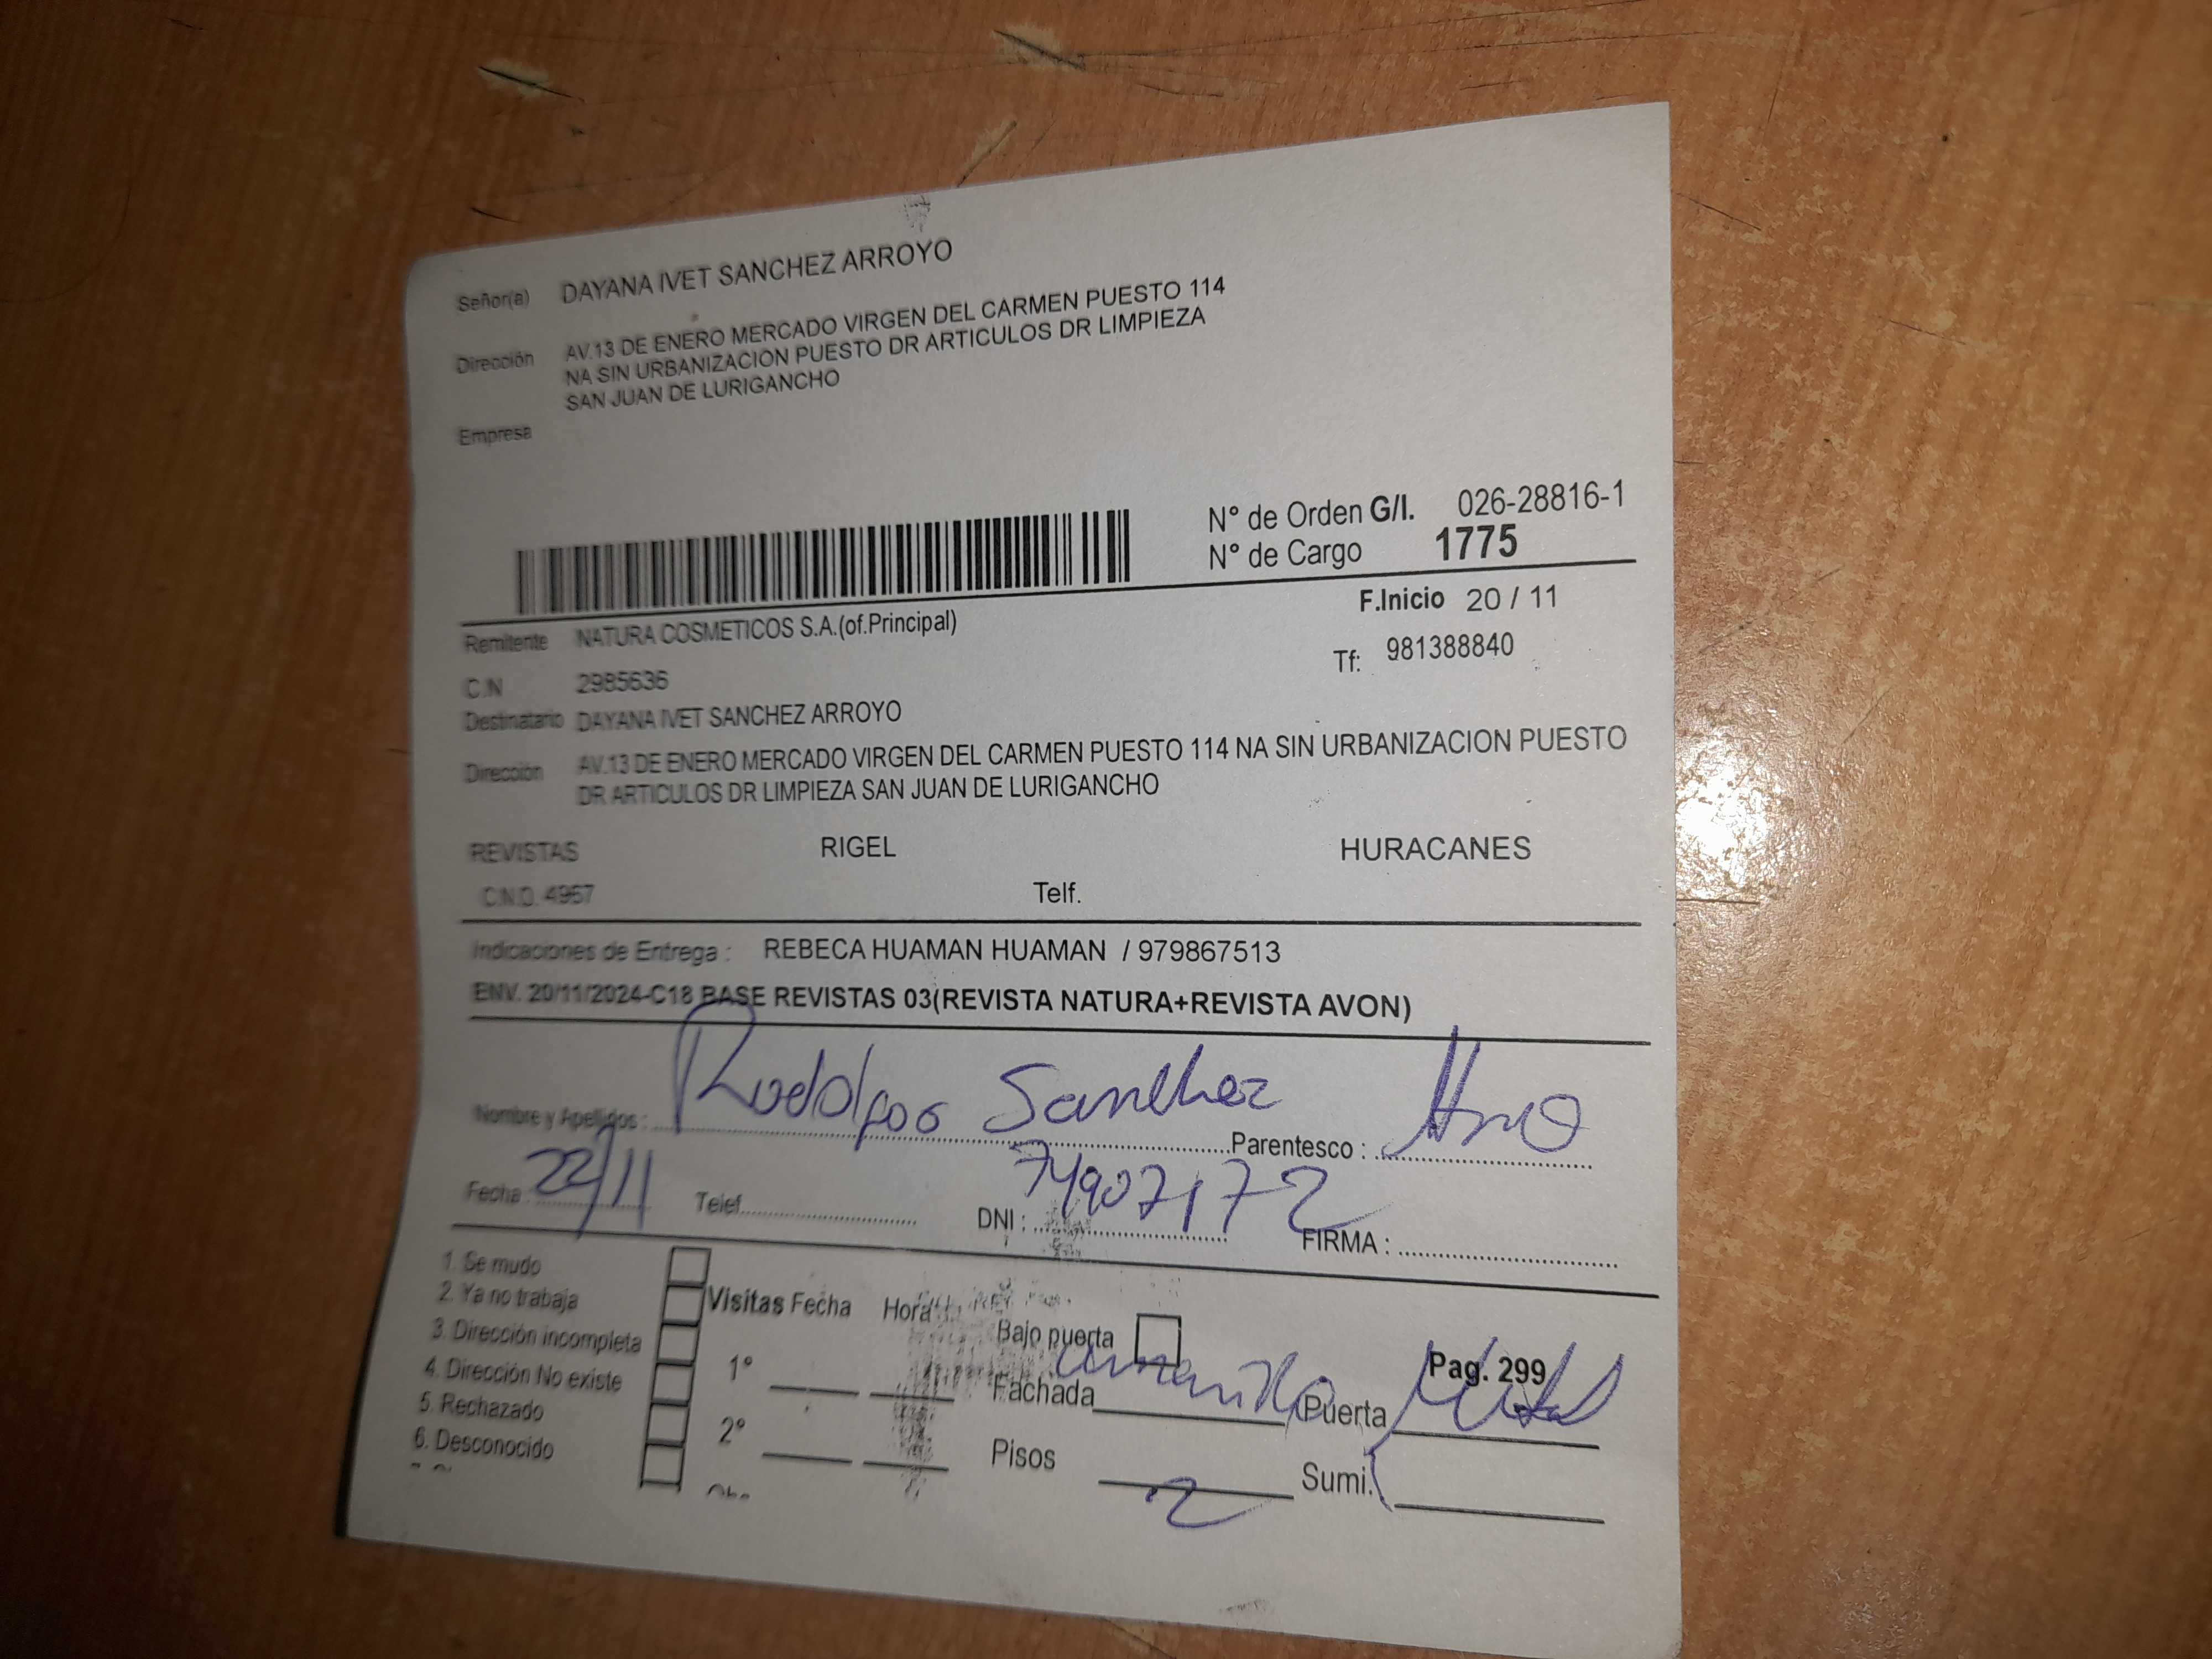 Señor(a) DAYANA IVET SANCHEZ ARROYO
Dirección AV.13 DE ENERO MERCADO VIRGEN DEL CARMEN PUESTO 114
NA SIN URBANIZACION PUESTO DR ARTICULOS DR LIMPIEZA
SAN JUAN DE LURIGANCHO
Empresa
N° de Orden G/I. 026-28816-1
N° de Cargo 1775
F.Inicio 20 / 11
Remitente NATURA COSMETICOS S.A.(of.Principal)
Tf: 981388840
C.N 2985636
Destinatario DAYANA IVET SANCHEZ ARROYO
Dirección AV.13 DE ENERO MERCADO VIRGEN DEL CARMEN PUESTO 114 NA SIN URBANIZACION PUESTO
DR ARTICULOS DR LIMPIEZA SAN JUAN DE LURIGANCHO
REVISTAS RIGEL HURACANES
C.N.O. 4957 Telf.
Indicaciones de Entrega : REBECA HUAMAN HUAMAN / 979867513
ENV. 20/11/2024-C18 BASE REVISTAS 03(REVISTA NATURA+REVISTA AVON)
Nombre y Apellidos : Sanchez Parentesco :
Fecha : 22/11 Telef. DNI : 74907172 FIRMA :
1. Se mudo
2. Ya no trabaja Visitas Fecha Hora
3. Dirección incompleta Bajo puerta
4. Dirección No existe 1° Fachada Pag. 299
5. Rechazado Puerta
6. Desconocido 2° Pisos 2 Sumi.